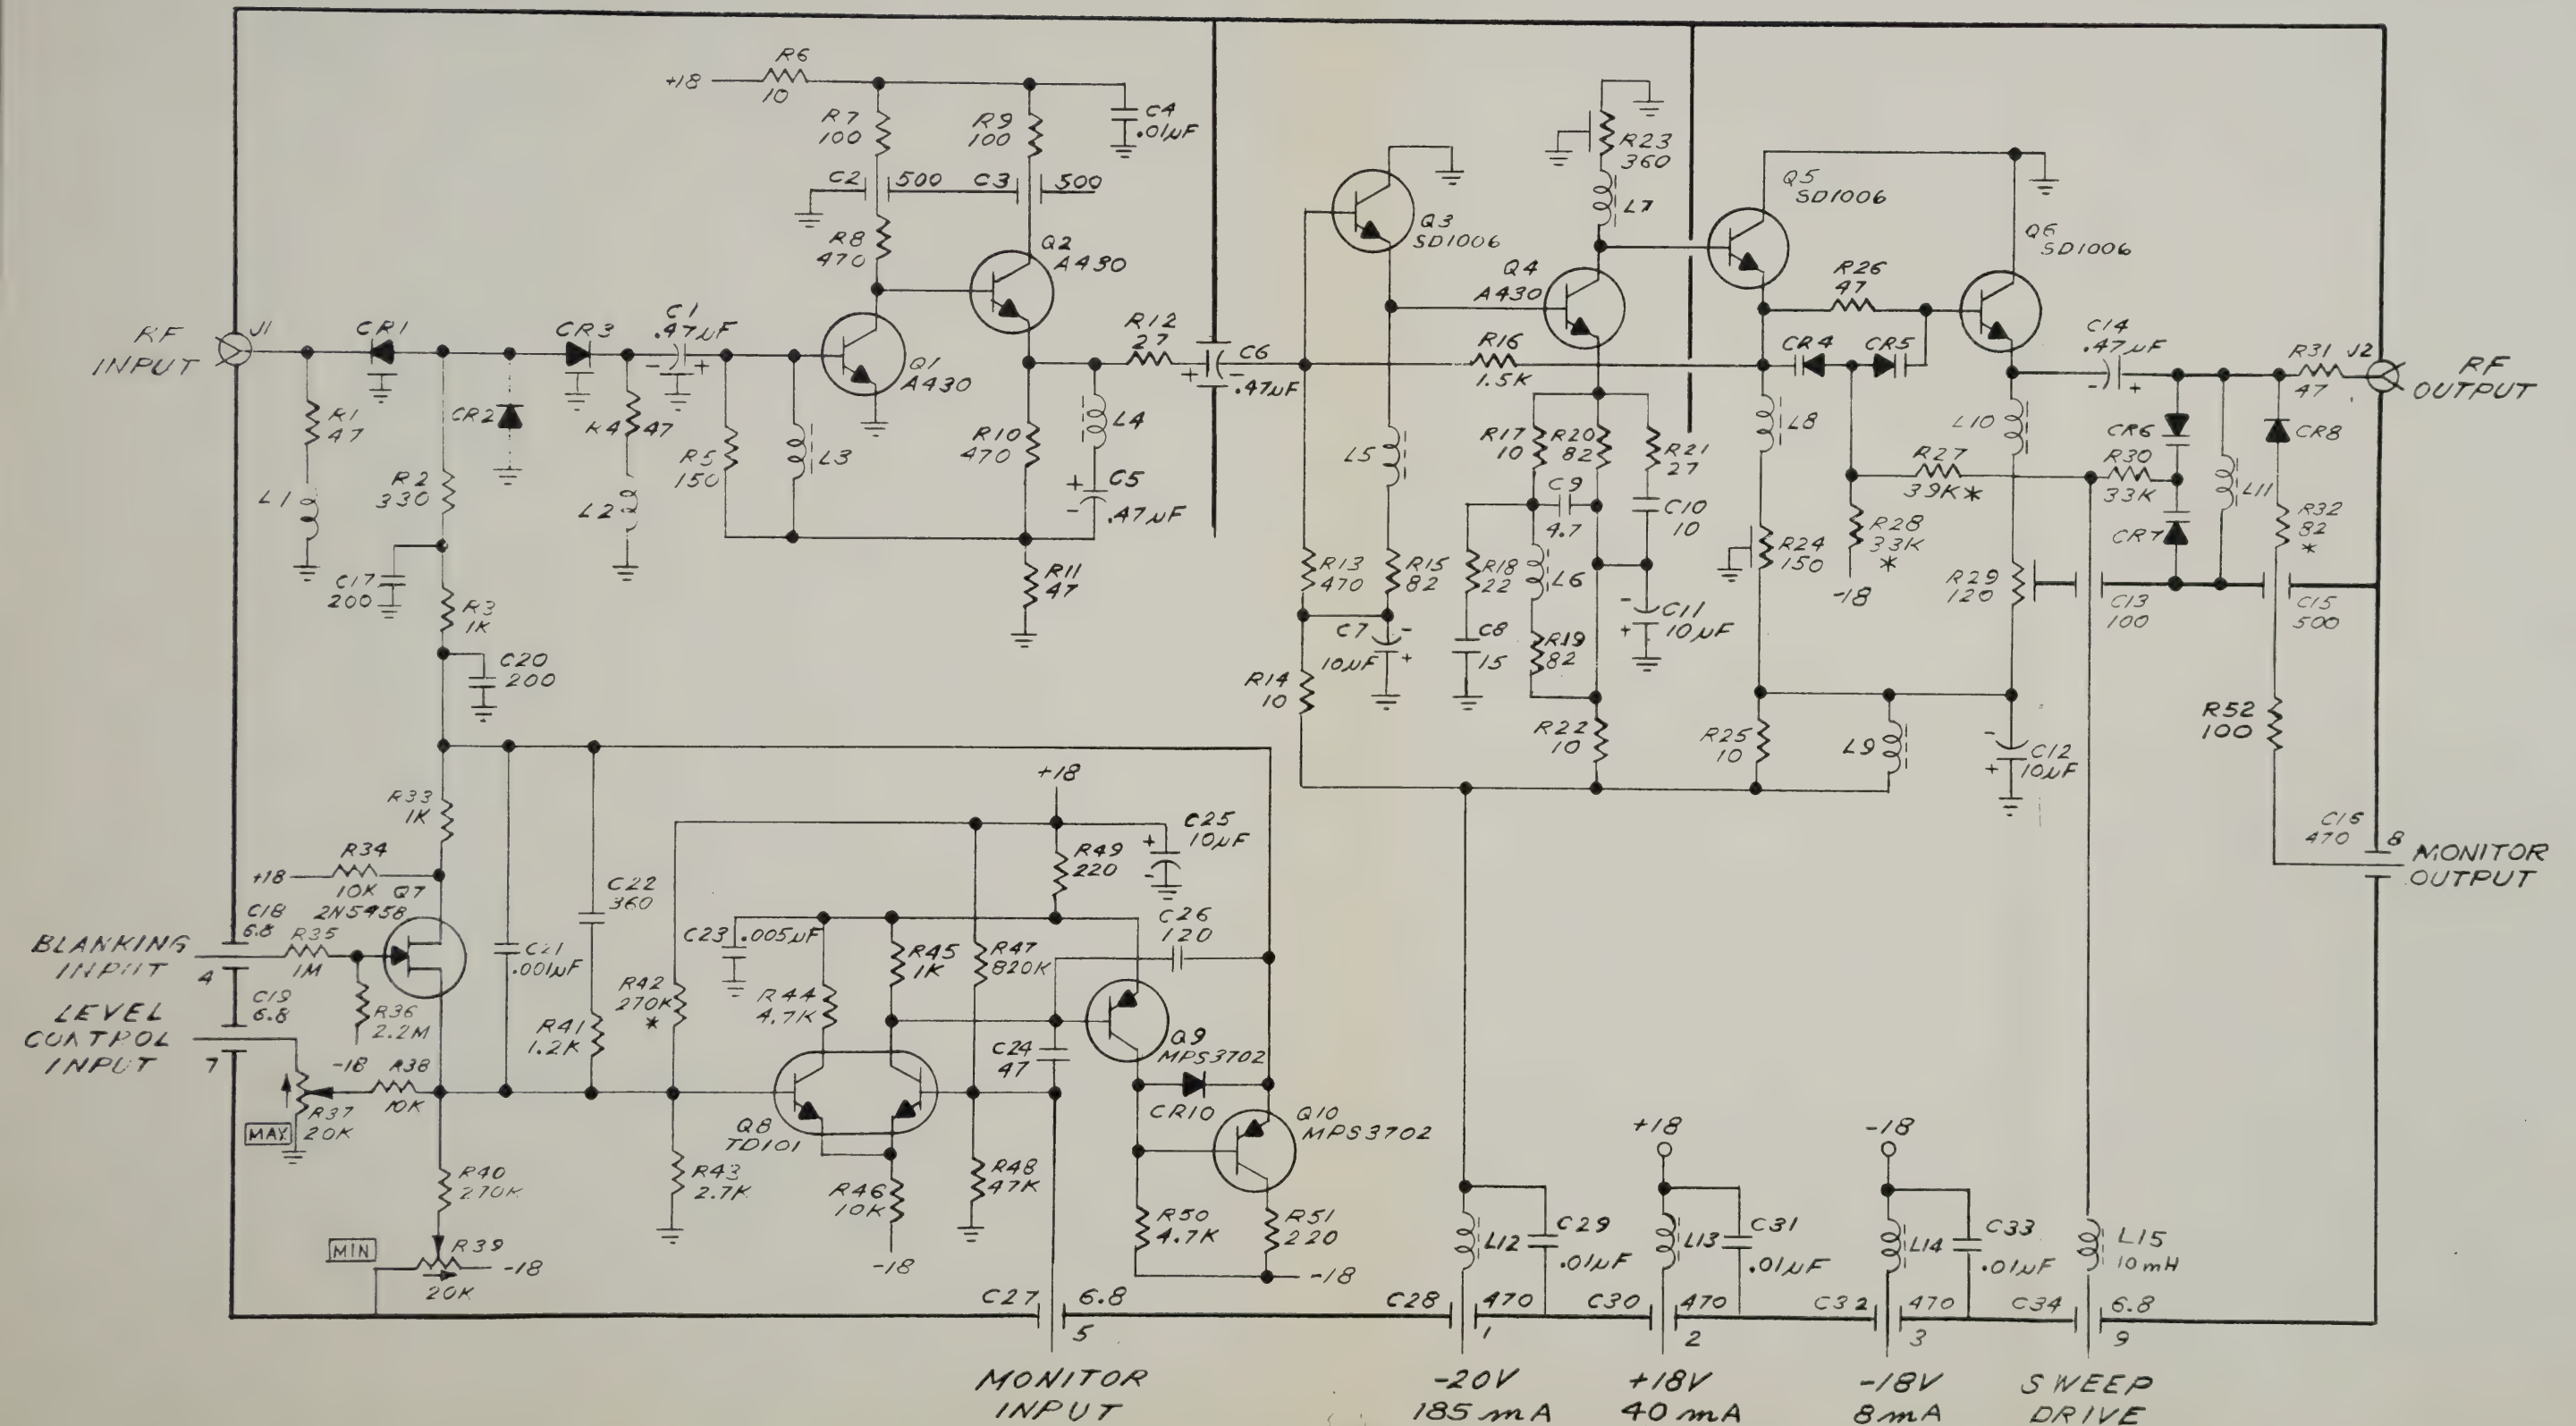 +18
R6
10
R7
100
R9
100
C4
.01µF
C2
500
C3
500
R8
470
Q2
A430
RF
INPUT
J1
CR1
CR3
C1
.47µF
-
+
Q1
A430
R12
27
C6
+
-
.47µF
R1
47
CR2
R4
47
L1
R2
330
L2
R5
150
L3
R10
470
L4
+
C5
-
.47µF
C17
200
R3
1K
R11
47
C20
200
Q3
SD1006
R23
360
L7
Q4
A430
Q5
SD1006
Q6
SD1006
R26
47
R16
1.5K
CR4
CR5
C14
.47µF
-
+
R31
47
J2
RF
OUTPUT
L5
R17
10
R20
82
R21
27
C9
4.7
C10
10
L8
L10
R27
39K*
CR6
R30
33K
CR7
L11
CR8
R32
82
*
R13
470
R15
82
R18
22
L6
R24
150
R28
33K
*
-18
R29
120
C13
100
C15
500
C7
10µF
-
+
C8
15
R19
82
-
C11
+
10µF
R14
10
R22
10
R25
10
L9
-
C12
+
10µF
R52
100
C16
470
8
MONITOR
OUTPUT
R33
1K
R34
+18
10K
Q7
2N5458
C18
6.8
BLANKING
INPUT
4
R35
1M
R36
2.2M
-18
C19
6.8
LEVEL
CONTROL
INPUT
7
R38
10K
R37
20K
MAX
R40
270K
MIN
R39
-18
20K
C21
.001µF
C22
360
R41
1.2K
R42
270K
*
R43
2.7K
C23
.005µF
R44
4.7K
R45
1K
R47
820K
+18
R49
220
+
C25
10µF
-
C26
120
C24
47
Q9
MPS3702
CR10
Q10
MPS3702
Q8
TD101
R46
10K
-18
R48
47K
R50
4.7K
R51
220
-18
C27
6.8
5
MONITOR
INPUT
L12
C29
.01µF
C28
470
1
-20V
185 mA
+18
L13
C31
.01µF
C30
470
2
+18V
40 mA
-18
L14
C33
.01µF
C32
470
3
-18V
8mA
L15
10mH
C34
6.8
9
SWEEP
DRIVE